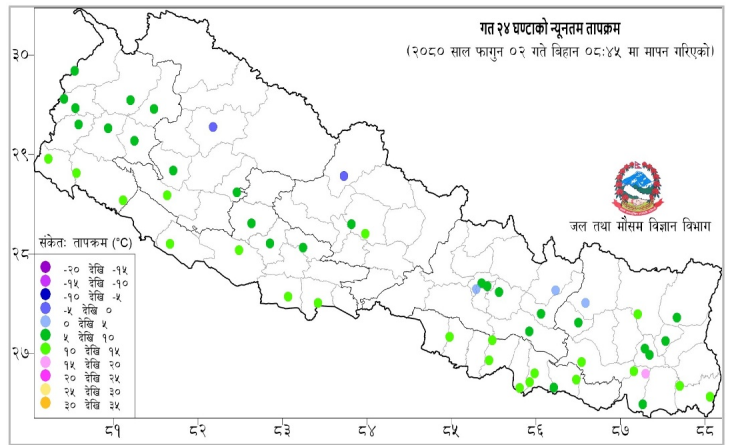 गत २४ घण्टाको न्यूनतम तापक्रम
(२०८० साल फागुन ०२ गते बिहान ०८:४५ मा मापन गरिएको)
३०
२९
२८
२७
जल तथा मौसम विज्ञान विभाग
संकेत: तापक्रम (°C)
-२० देखि -१५
-१५ देखि -१०
-१० देखि -५
-५ देखि ०
० देखि ५
५ देखि १०
१० देखि १५
१५ देखि २०
२० देखि २५
२५ देखि ३०
३० देखि ३५
८१ ८२ ८३ ८४ ८५ ८६ ८७ ८८